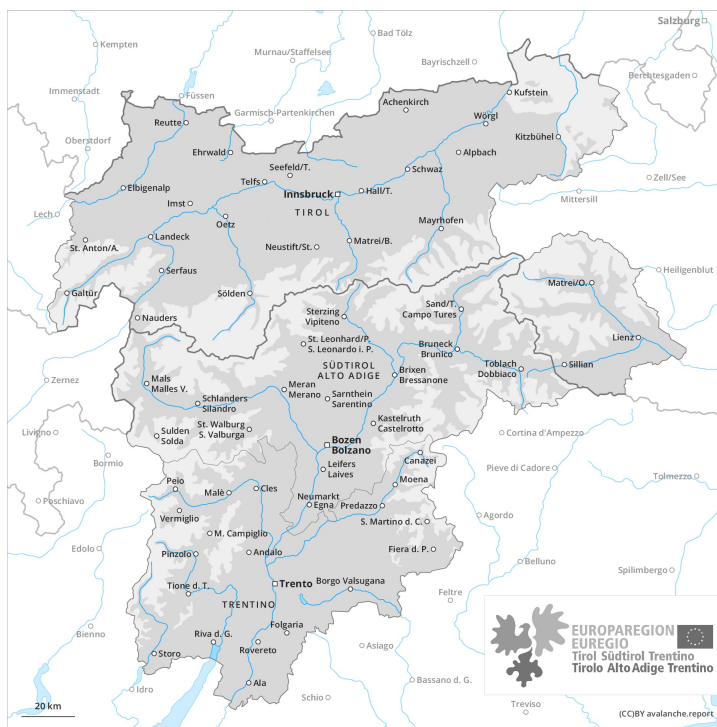 Salzburg
Kempten
Bad Tölz
Murnau/Staffelsee
Bayrischzell
Berchtesgaden
Immenstadt
Füssen
Kufstein
Achenkirch
Garmisch-Partenkirchen
Wörgl
Reutte
Kitzbühel
Oberstdorf
Ehrwald
Alpbach
Seefeld/T.
Schwaz
Telfs
Zell/See
Elbigenalp
Innsbruck
Hall/T.
Mittersill
Imst
TIROL
Lech
Oetz
Mayrhofen
Landeck
St. Anton/A.
Neustift/St.
Matrei/B.
Serfaus
Heiligenblut
Galtür
Sölden
Matrei/O.
Nauders
Sterzing
Vipiteno
Sand/T.
Campo Tures
St. Leonhard/P.
S. Leonardo i. P.
Lienz
Bruneck
Brunico
SÜDTIROL
ALTO ADIGE
Toblach
Dobbiaco
Sillian
Zernez
Mals
Malles V.
Brixen
Bressanone
Meran
Merano
Schlanders
Silandro
Sarnthein
Sarentino
Kastelruth
Castelrotto
St. Walburg
S. Valburga
Livigno
Sulden
Solda
Cortina d'Ampezzo
Bozen
Bolzano
Canazei
Bormio
Leifers
Laives
Pieve di Cadore
Tolmezzo
Peio
Moena
Malè
Cles
Poschiavo
Neumarkt
Egna
Predazzo
Vermiglio
Agordo
S. Martino d. C.
M. Campiglio
Edolo
Pinzolo
Andalo
Fiera d. P.
Belluno
Spilimbergo
Trento
Borgo Valsugana
Tione d. T.
Feltre
TRENTINO
Folgaria
Bienno
Riva d. G.
Rovereto
Asiago
Storo
Ala
Bassano d. G.
Idro
Schio
Treviso
EUROPAREGION
EUREGIO
Tirol Südtirol Trentino
Tirolo Alto Adige Trentino
20 km
(CC)BY avalanche.report